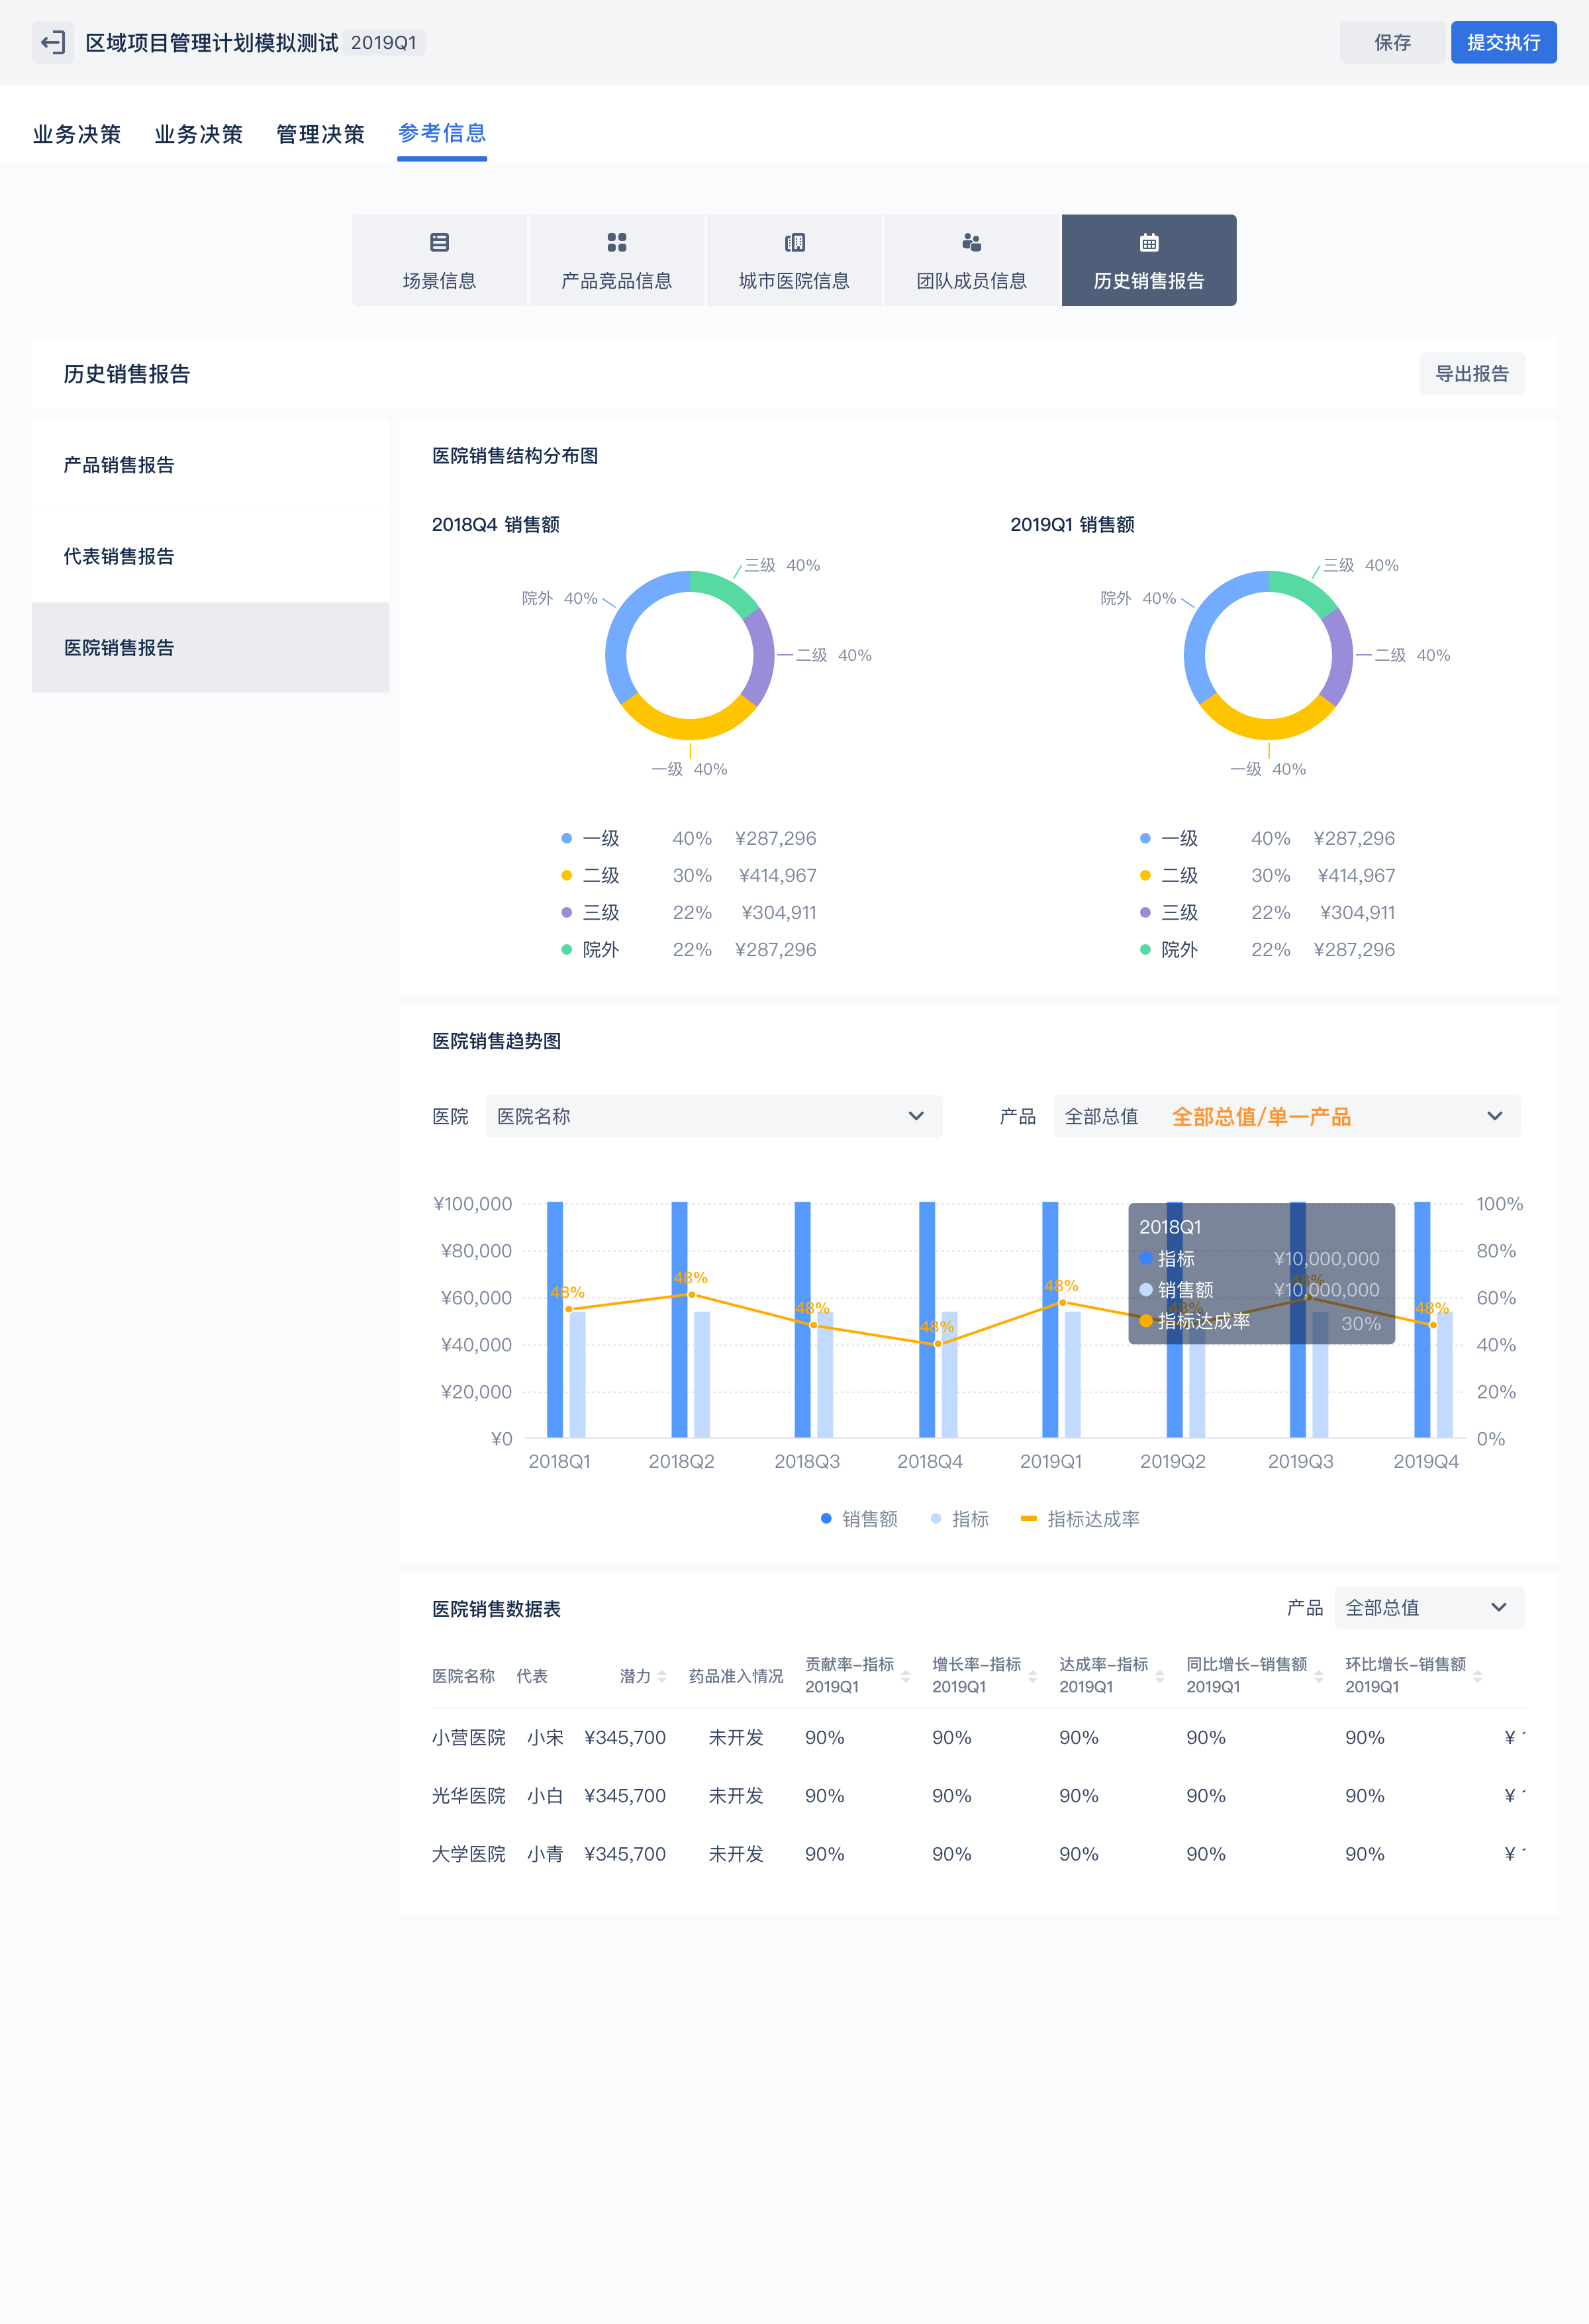 区域项目管理计划模拟测试 2019Q1 保存 提交执行
业务决策 业务决策 管理决策 参考信息
场景信息 产品竞品信息 城市医院信息 团队成员信息 历史销售报告
历史销售报告 导出报告
产品销售报告
代表销售报告
医院销售报告
医院销售结构分布图
2018Q4 销售额
三级 40%
院外 40%
二级 40%
一级 40%
一级 40% ¥287,296
二级 30% ¥414,967
三级 22% ¥304,911
院外 22% ¥287,296
2019Q1 销售额
三级 40%
院外 40%
二级 40%
一级 40%
一级 40% ¥287,296
二级 30% ¥414,967
三级 22% ¥304,911
院外 22% ¥287,296
医院销售趋势图
医院 医院名称 产品 全部总值 全部总值/单一产品
¥100,000
¥80,000
¥60,000
¥40,000
¥20,000
¥0
48% 48% 48% 48% 48% 48% 48% 48%
2018Q1
指标 ¥10,000,000
销售额 ¥10,000,000
指标达成率 30%
100%
80%
60%
40%
20%
0%
2018Q1 2018Q2 2018Q3 2018Q4 2019Q1 2019Q2 2019Q3 2019Q4
销售额 指标 指标达成率
医院销售数据表 产品 全部总值
医院名称 代表 潜力 药品准入情况 贡献率-指标 2019Q1 增长率-指标 2019Q1 达成率-指标 2019Q1 同比增长-销售额 2019Q1 环比增长-销售额 2019Q1
小营医院 小宋 ¥345,700 未开发 90% 90% 90% 90% 90% ¥
光华医院 小白 ¥345,700 未开发 90% 90% 90% 90% 90% ¥
大学医院 小青 ¥345,700 未开发 90% 90% 90% 90% 90% ¥